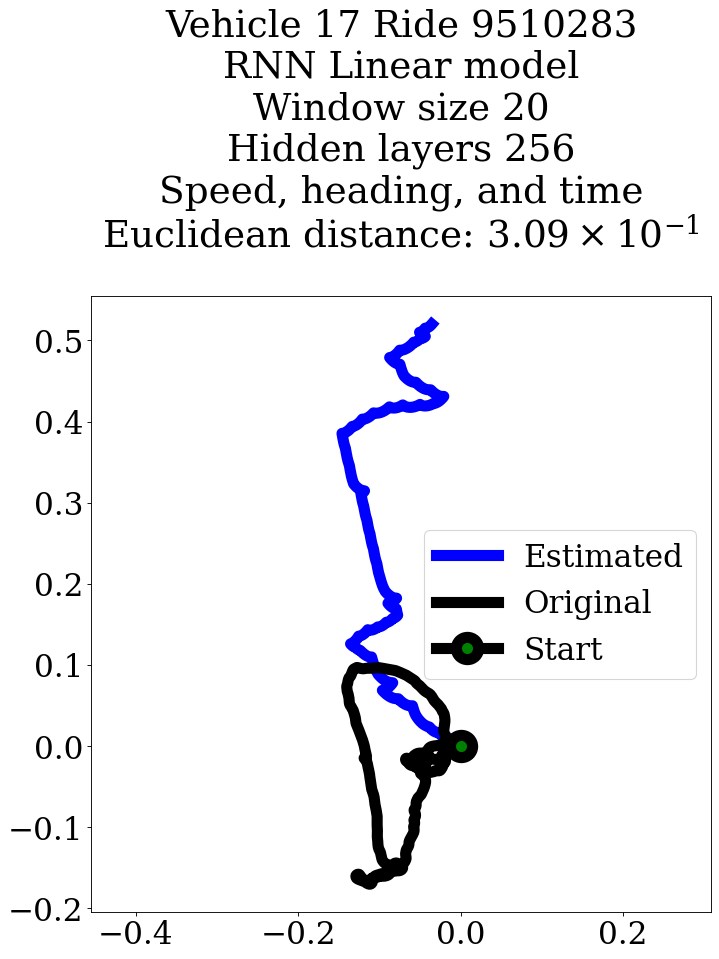 Vehicle 17 Ride 9510283
RNN Linear model
Window size 20
Hidden layers 256
Speed, heading, and time
Euclidean distance: 3.09 × 10⁻¹
0.5
0.4
0.3
0.2
0.1
0.0
−0.1
−0.2
Estimated
Original
Start
−0.4
−0.2
0.0
0.2